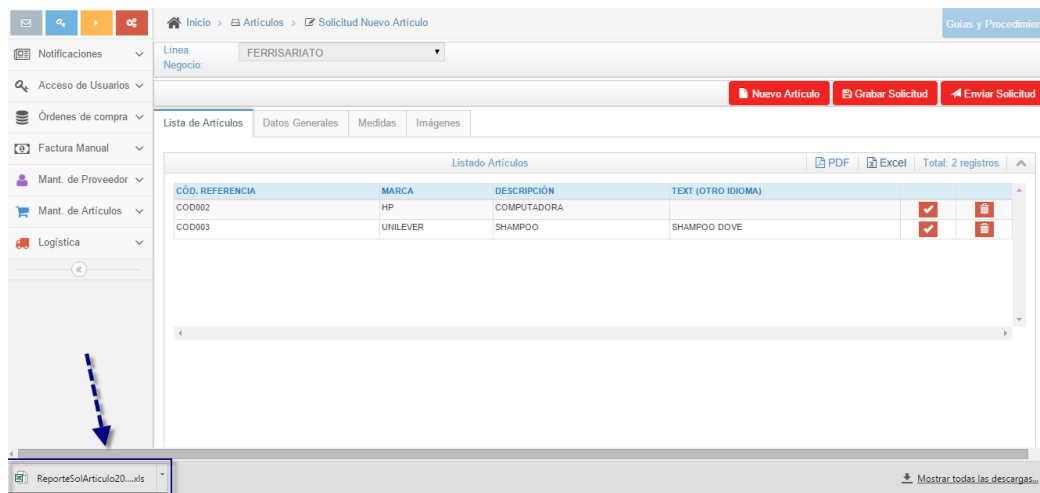 Inicio > Artículos > Solicitud Nuevo Artículo
Guías y Procedimien
Notificaciones
Acceso de Usuarios
Órdenes de compra
Factura Manual
Mant. de Proveedor
Mant. de Artículos
Logística
Línea Negocio:
FERRISARIATO
Nuevo Artículo
Grabar Solicitud
Enviar Solicitud
Lista de Artículos
Datos Generales
Medidas
Imágenes
Listado Artículos
PDF
Excel
Total: 2 registros
CÓD. REFERENCIA MARCA DESCRIPCIÓN TEXT (OTRO IDIOMA)
COD002 HP COMPUTADORA
COD003 UNILEVER SHAMPOO SHAMPOO DOVE
ReporteSolArticulo20....xls
Mostrar todas las descargas...